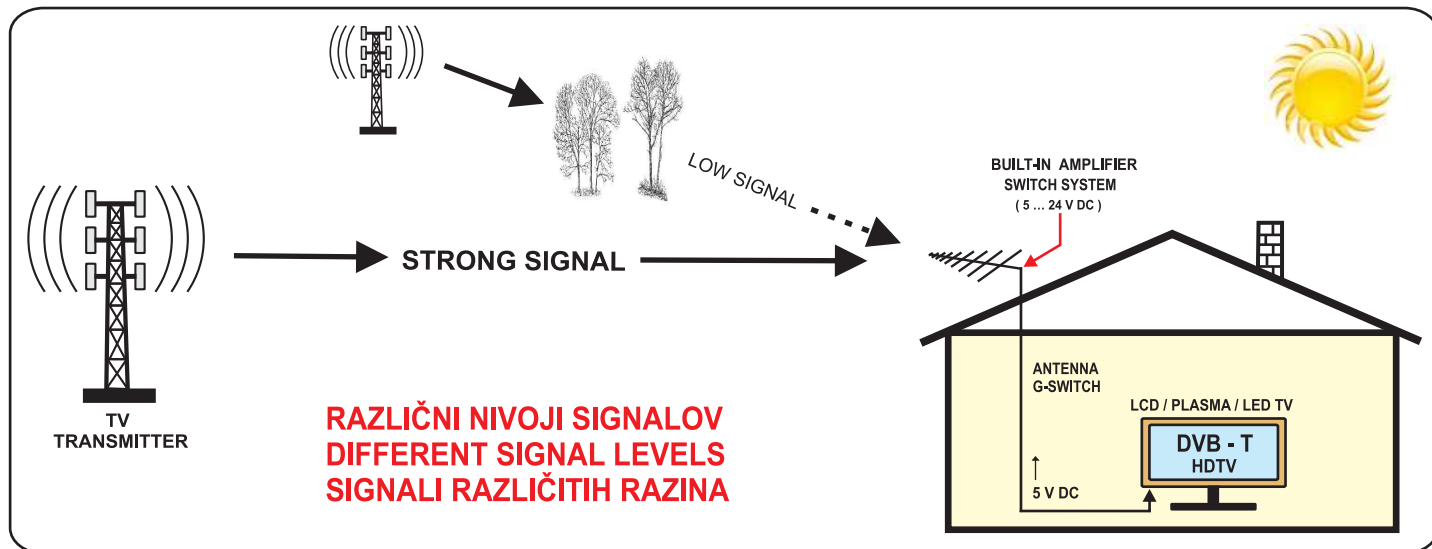 LOW SIGNAL
BUILT-IN AMPLIFIER
SWITCH SYSTEM
( 5 ... 24 V DC )
STRONG SIGNAL
TV
TRANSMITTER
RAZLIČNI NIVOJI SIGNALOV
DIFFERENT SIGNAL LEVELS
SIGNALI RAZLIČITIH RAZINA
ANTENNA
G-SWITCH
LCD / PLASMA / LED TV
DVB - T
HDTV
5 V DC